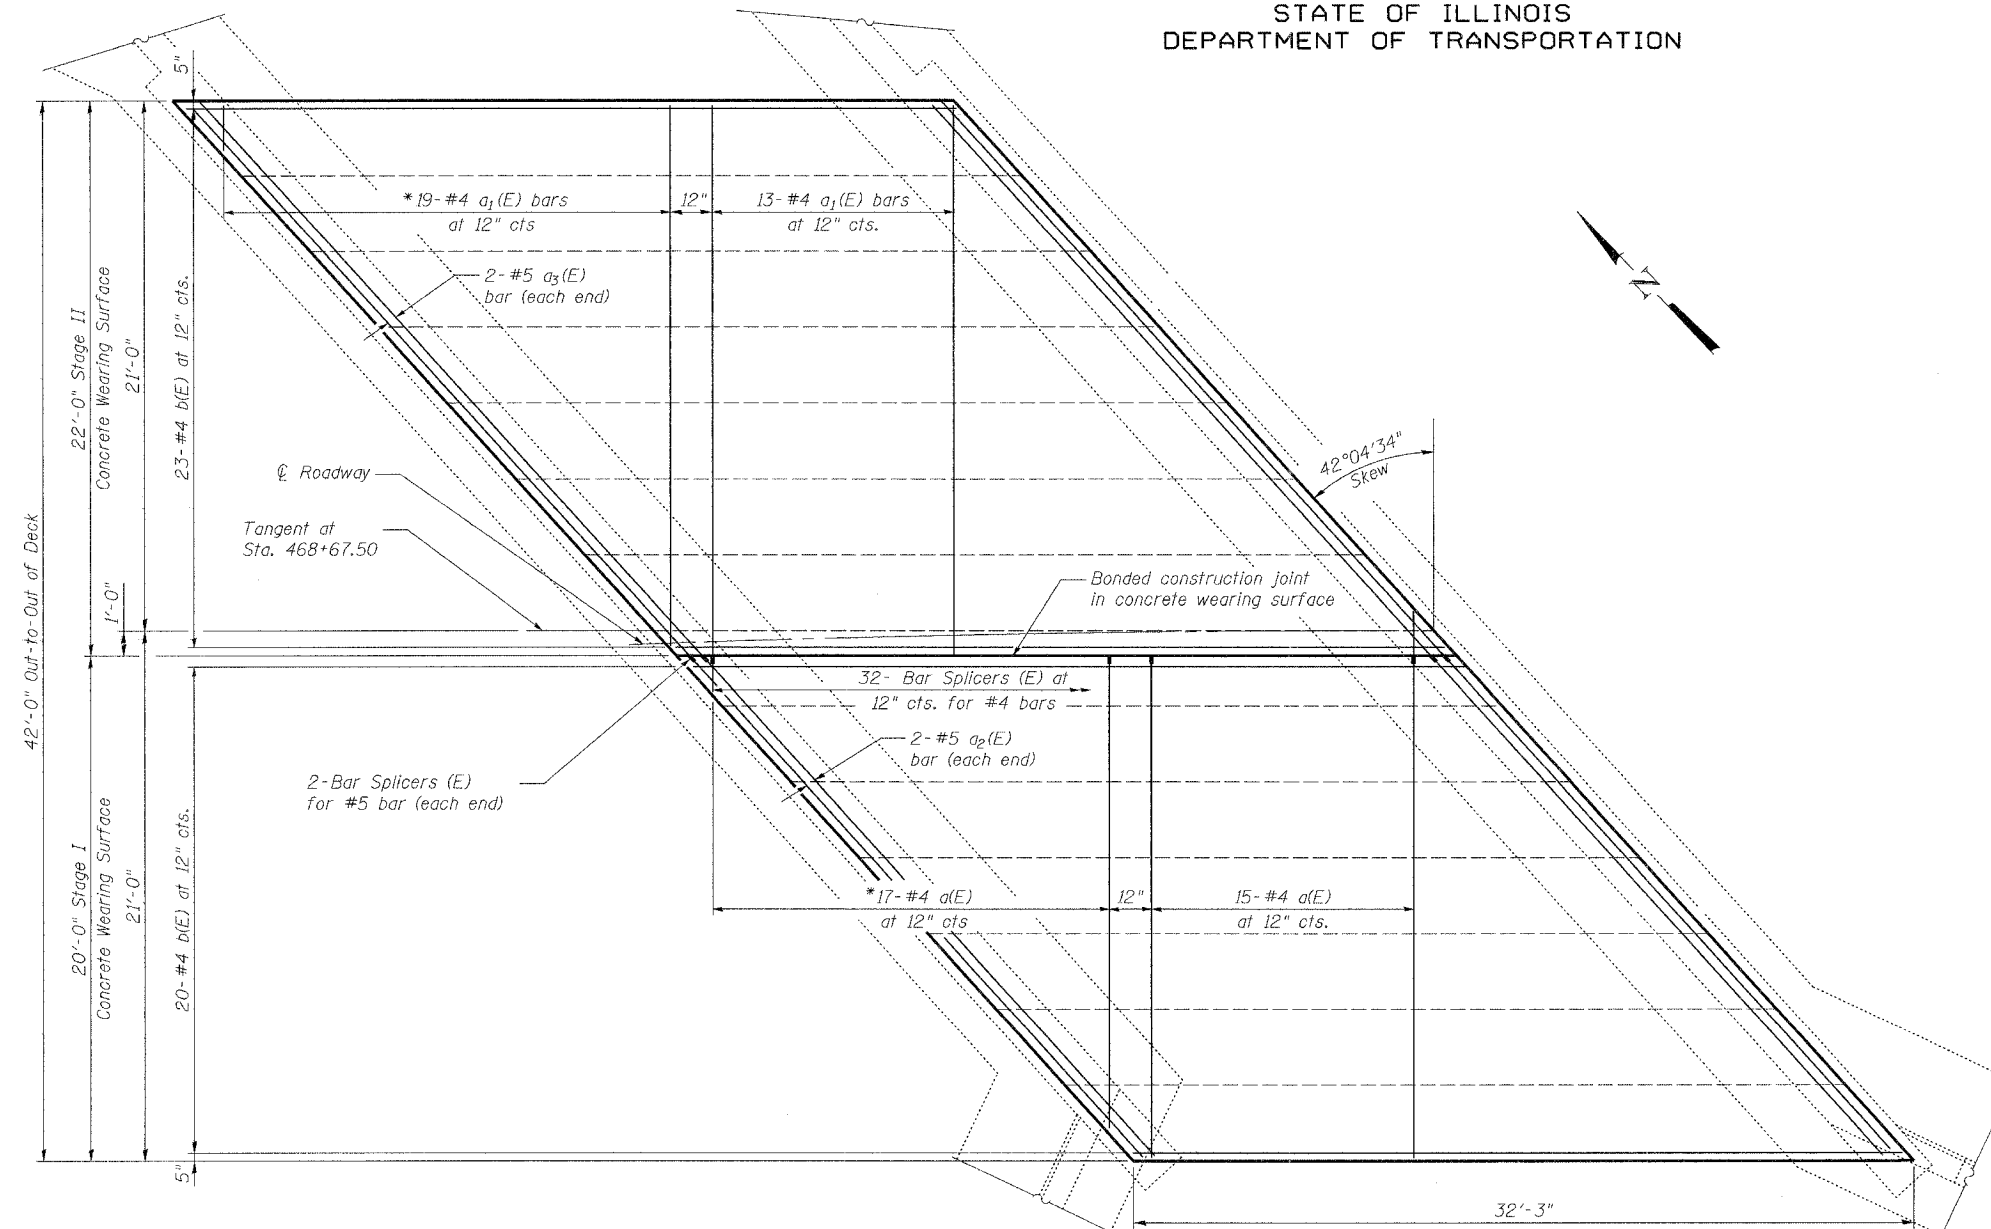 STATE OF ILLINOIS
DEPARTMENT OF TRANSPORTATION
5"
*19-#4 a1(E) bars
at 12" cts
12"
13-#4 a1(E) bars
at 12" cts.
2-#5 a3(E)
bar (each end)
N
42'-0" Out-to-Out of Deck
22'-0" Stage II
Concrete Wearing Surface
21'-0"
23-#4 b(E) at 12" cts.
℄ Roadway
Tangent at
Sta. 468+67.50
1'-0"
42°04'34"
Skew
Bonded construction joint
in concrete wearing surface
32- Bar Splicers (E) at
12" cts. for #4 bars
2-#5 a2(E)
bar (each end)
2-Bar Splicers (E)
for #5 bar (each end)
20'-0" Stage I
Concrete Wearing Surface
21'-0"
20-#4 b(E) at 12" cts.
*17-#4 a(E)
at 12" cts
12"
15-#4 a(E)
at 12" cts.
5"
32'-3"